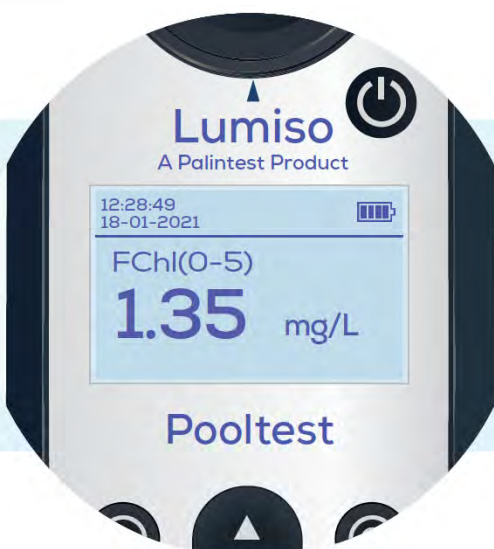 Lumiso
A Palintest Product
12:28:49
18-01-2021
FChl(0-5)
1.35 mg/L
Pooltest